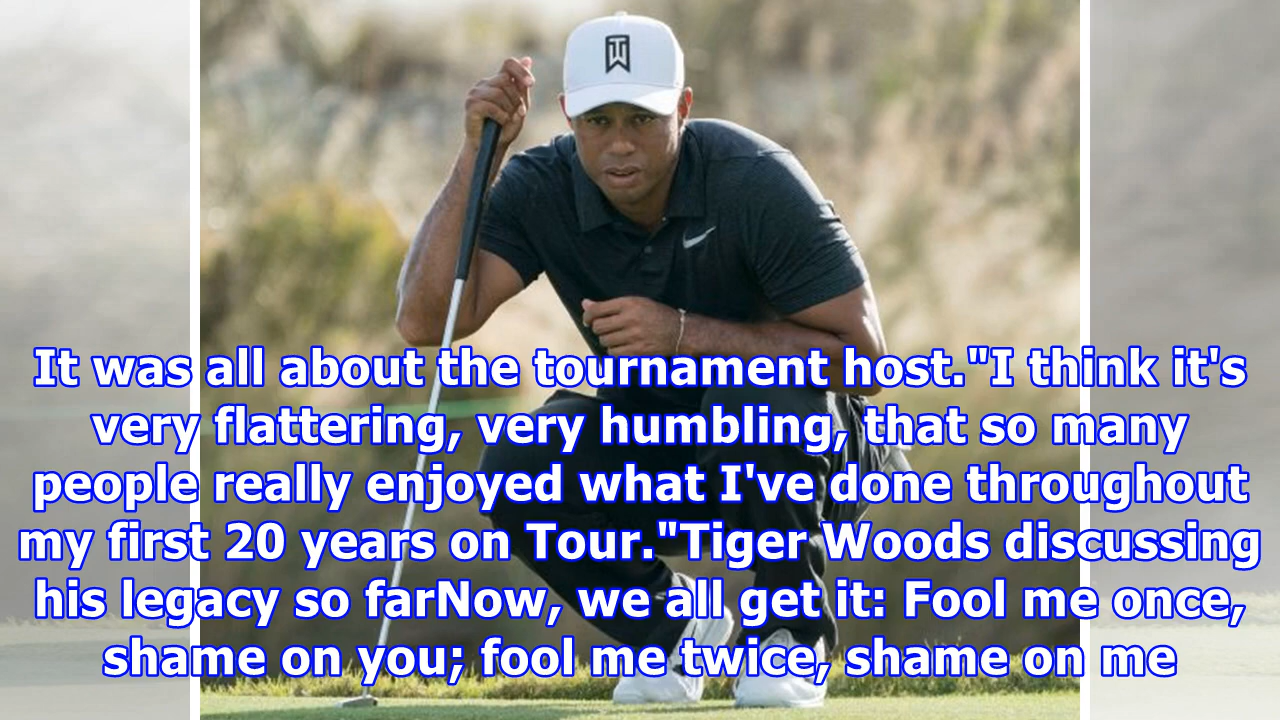 TW
It was all about the tournament host."I think it's
very flattering, very humbling, that so many
people really enjoyed what I've done throughout
my first 20 years on Tour."Tiger Woods discussing
his legacy so farNow, we all get it: Fool me once,
shame on you; fool me twice, shame on me